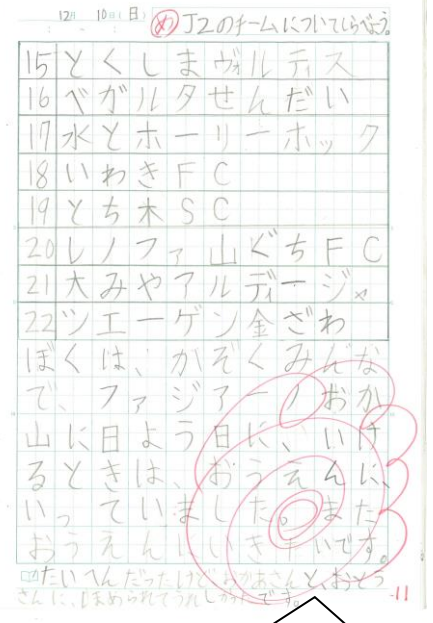 12月 10日(日) め J2のチームについてしらべよう。
15 とくしまヴォルティス
16 ベガルタせんだい
17 水とホーリーホック
18 いわきFC
19 とち木SC
20 レノファ山ぐちFC
21 大みやアルディージャ
22 ツエーゲン金ざわ
ぼくは、かぞくみんな
で、ファジアーノおか
山に日よう日に、いけ
るときは、おうえんに、
いっていました。また
おうえんにいきたいです。
たいへんだったけどおかあさんと、おとう
さんに、ほめられてうれしかったです。
-11